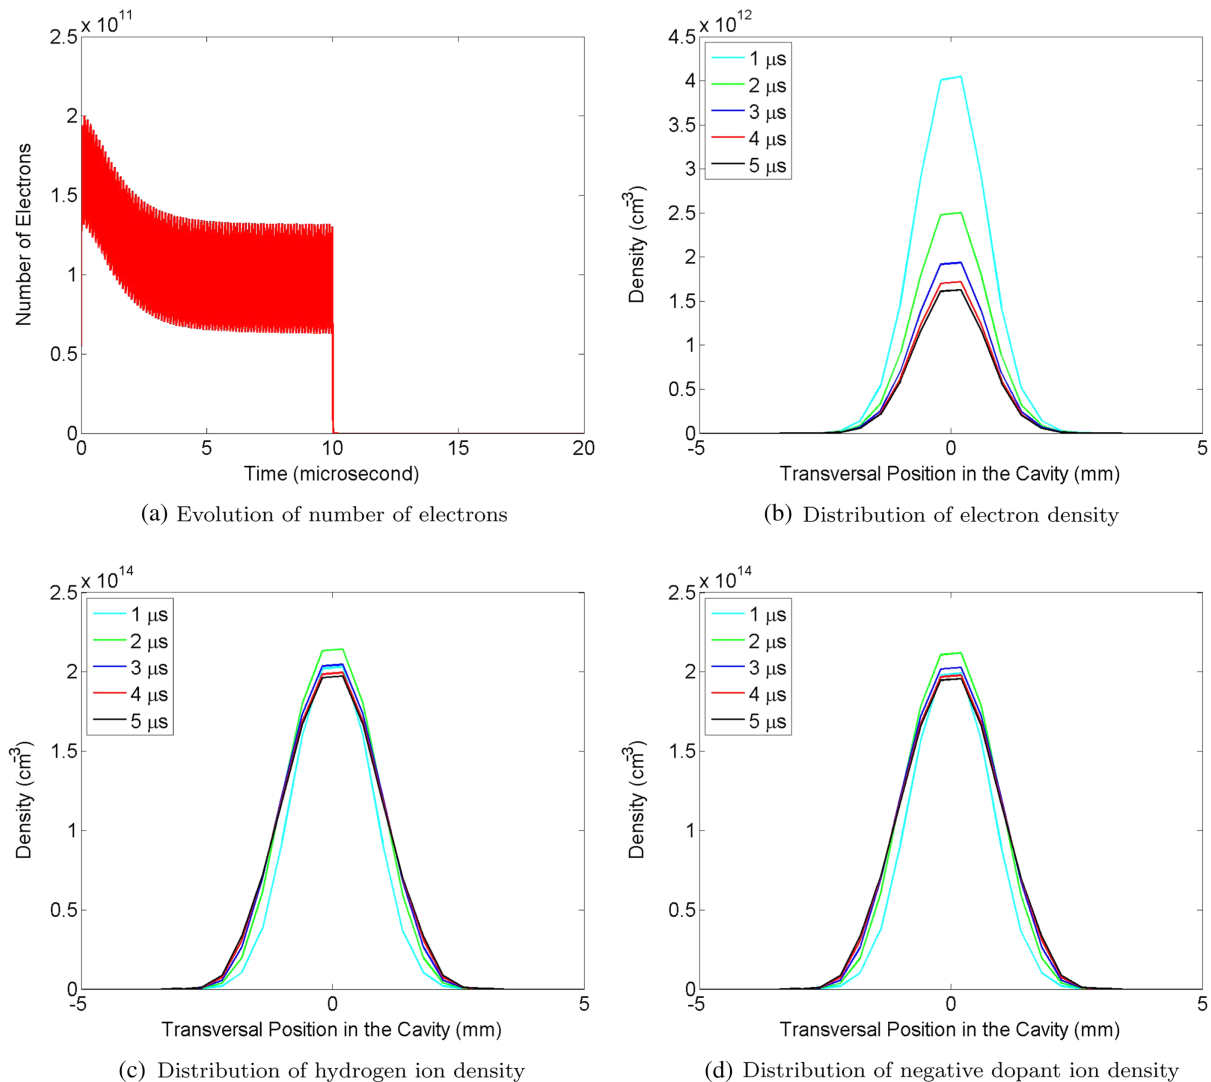 x 10^11
2.5
2
1.5
1
0.5
0
0 5 10 15 20
Number of Electrons
Time (microsecond)
(a) Evolution of number of electrons
x 10^12
4.5
4
3.5
3
2.5
2
1.5
1
0.5
0
-5 0 5
1 μs
2 μs
3 μs
4 μs
5 μs
Density (cm^-3)
Transversal Position in the Cavity (mm)
(b) Distribution of electron density
x 10^14
2.5
2
1.5
1
0.5
0
-5 0 5
1 μs
2 μs
3 μs
4 μs
5 μs
Density (cm^-3)
Transversal Position in the Cavity (mm)
(c) Distribution of hydrogen ion density
x 10^14
2.5
2
1.5
1
0.5
0
-5 0 5
1 μs
2 μs
3 μs
4 μs
5 μs
Density (cm^-3)
Transversal Position in the Cavity (mm)
(d) Distribution of negative dopant ion density